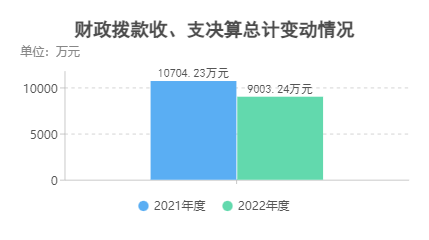 财政拨款收、支决算总计变动情况
单位: 万元
10704.23万元
9003.24万元
10000
5000
0
2021年度 2022年度